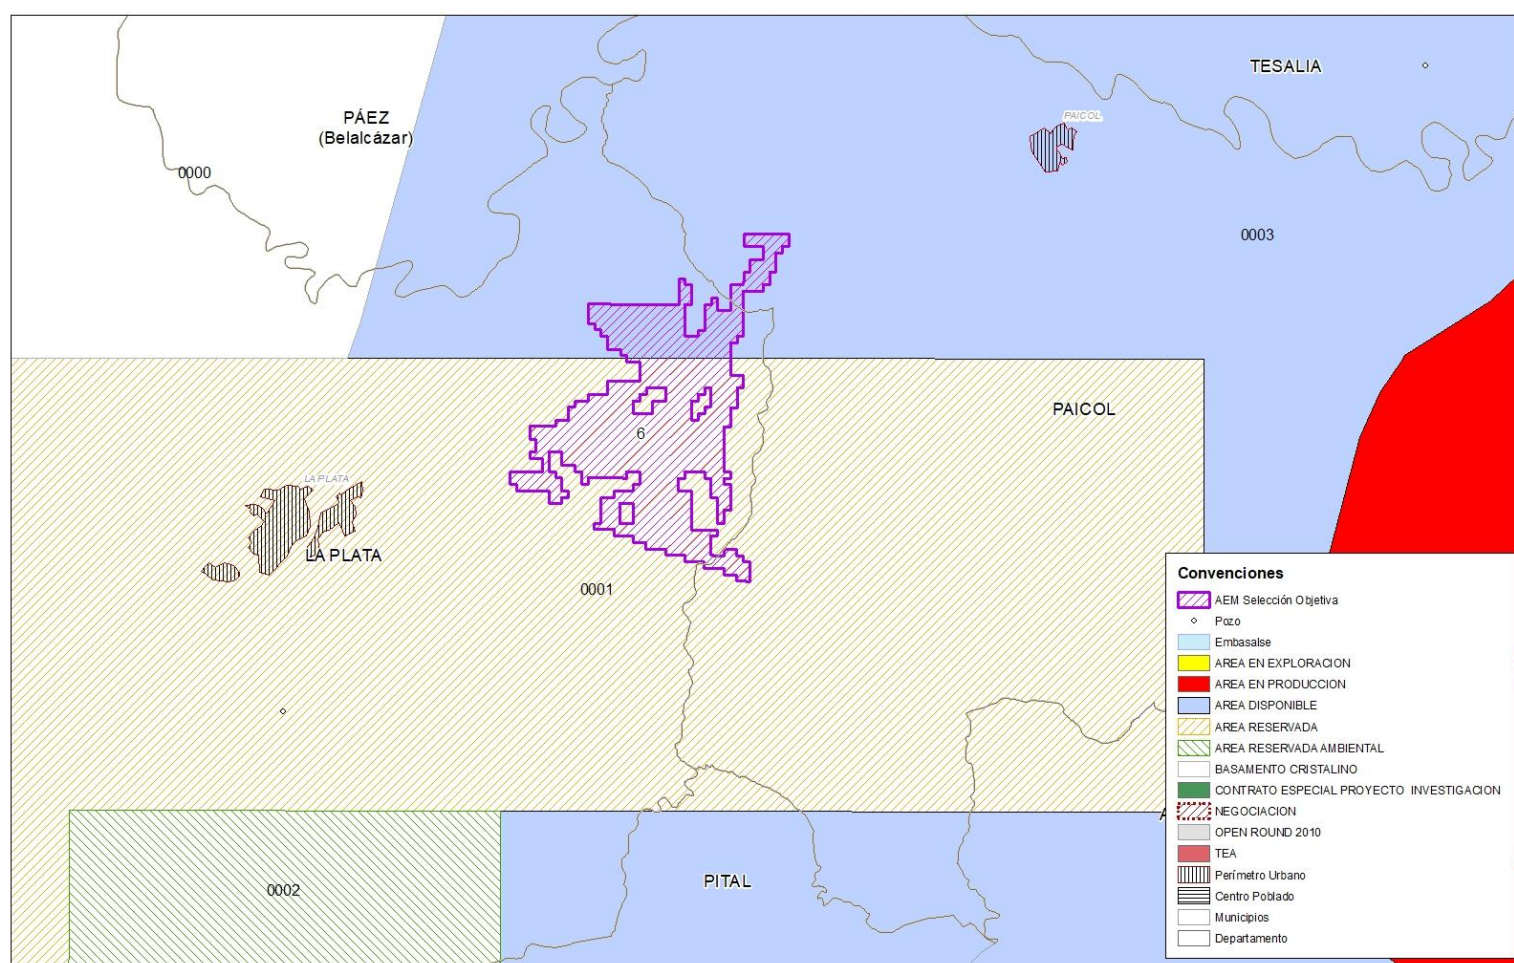 TESALIA
PÁEZ
(Belalcázar)
PAICOL
0000
0003
PAICOL
6
LA PLATA
LA PLATA
0001
0002
PITAL
A
Convenciones
AEM Selección Objetiva
Pozo
Embasalse
AREA EN EXPLORACION
AREA EN PRODUCCION
AREA DISPONIBLE
AREA RESERVADA
AREA RESERVADA AMBIENTAL
BASAMENTO CRISTALINO
CONTRATO ESPECIAL PROYECTO INVESTIGACION
NEGOCIACION
OPEN ROUND 2010
TEA
Perímetro Urbano
Centro Poblado
Municipios
Departamento